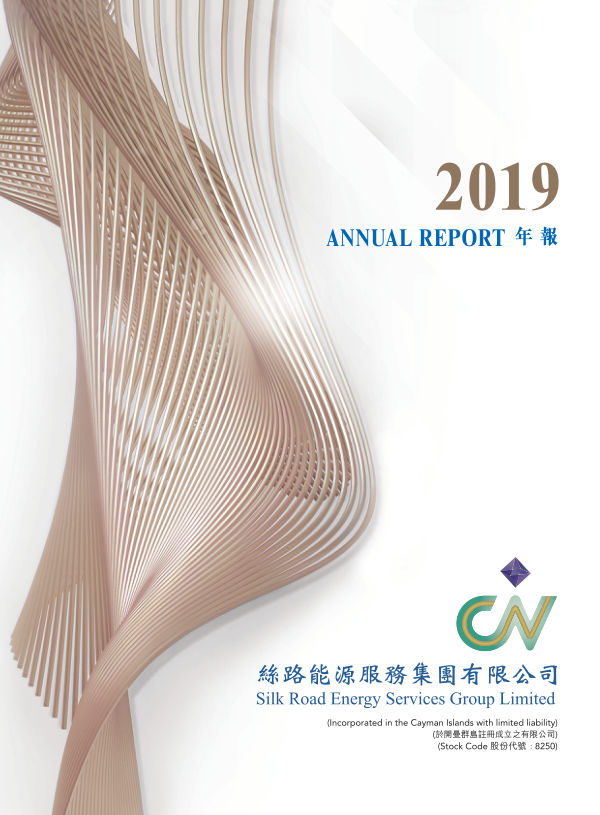 2019
ANNUAL REPORT 年報
CN
絲路能源服務集團有限公司
Silk Road Energy Services Group Limited
(Incorporated in the Cayman Islands with limited liability)
(於開曼群島註冊成立之有限公司)
(Stock Code 股份代號：8250)